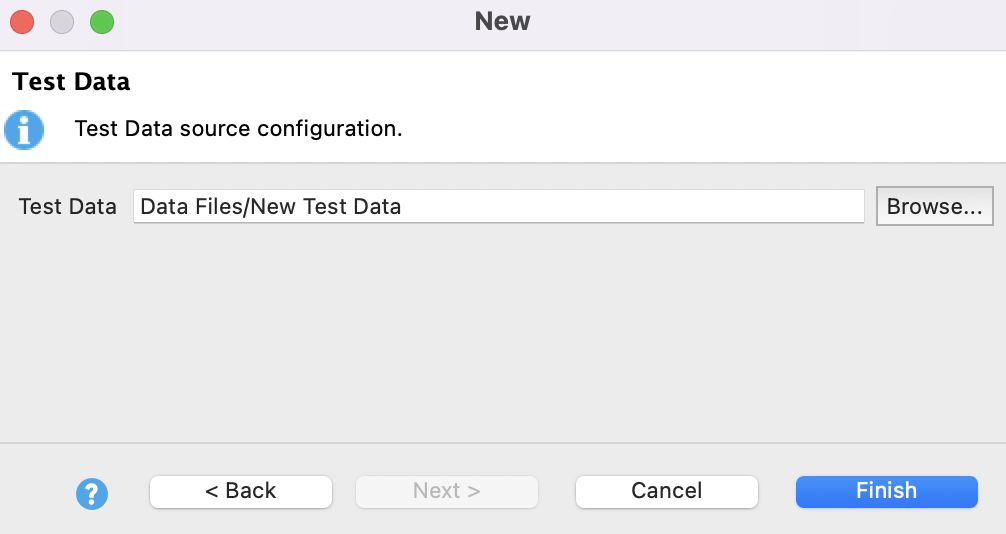 New
Test Data
Test Data source configuration.
Test Data Data Files/New Test Data Browse...
? < Back Next > Cancel Finish